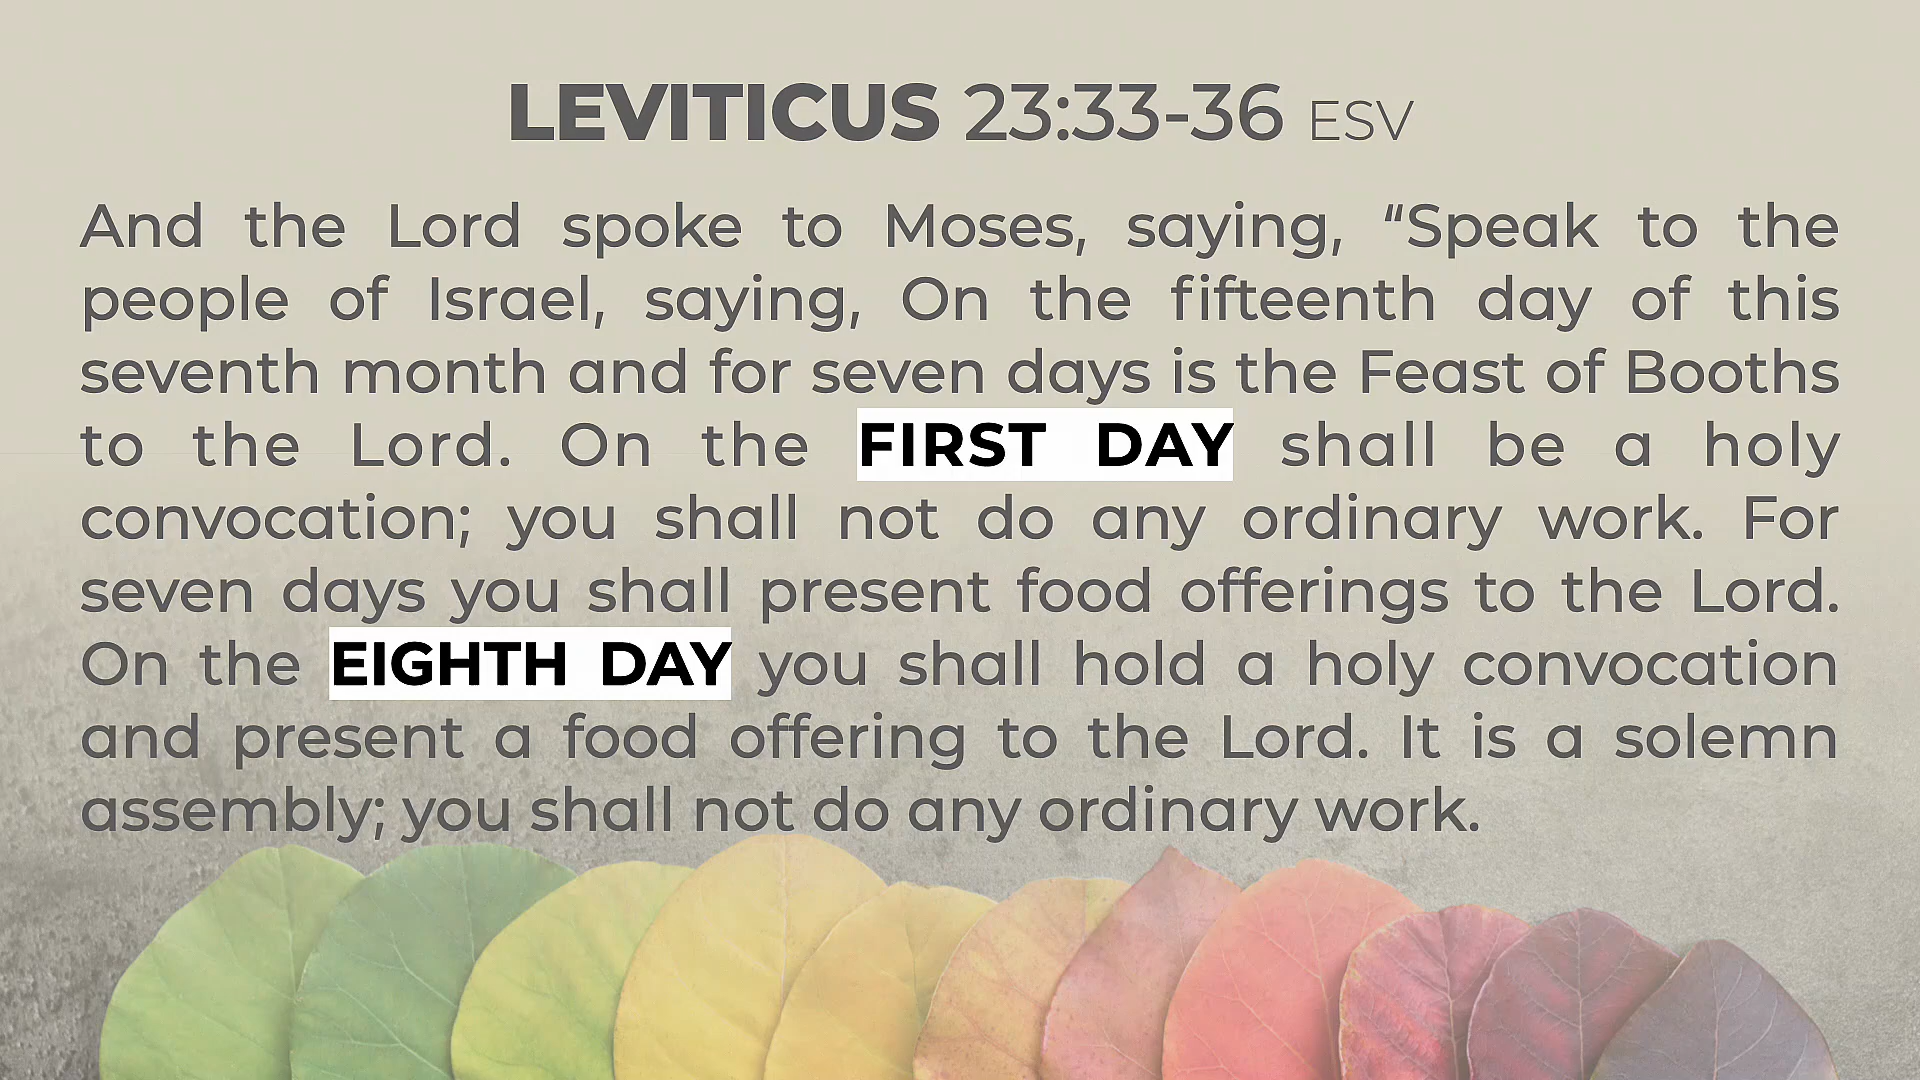 LEVITICUS 23:33-36 ESV
And the Lord spoke to Moses, saying, “Speak to the
people of Israel, saying, On the fifteenth day of this
seventh month and for seven days is the Feast of Booths
to the Lord. On the FIRST DAY shall be a holy
convocation; you shall not do any ordinary work. For
seven days you shall present food offerings to the Lord.
On the EIGHTH DAY you shall hold a holy convocation
and present a food offering to the Lord. It is a solemn
assembly; you shall not do any ordinary work.